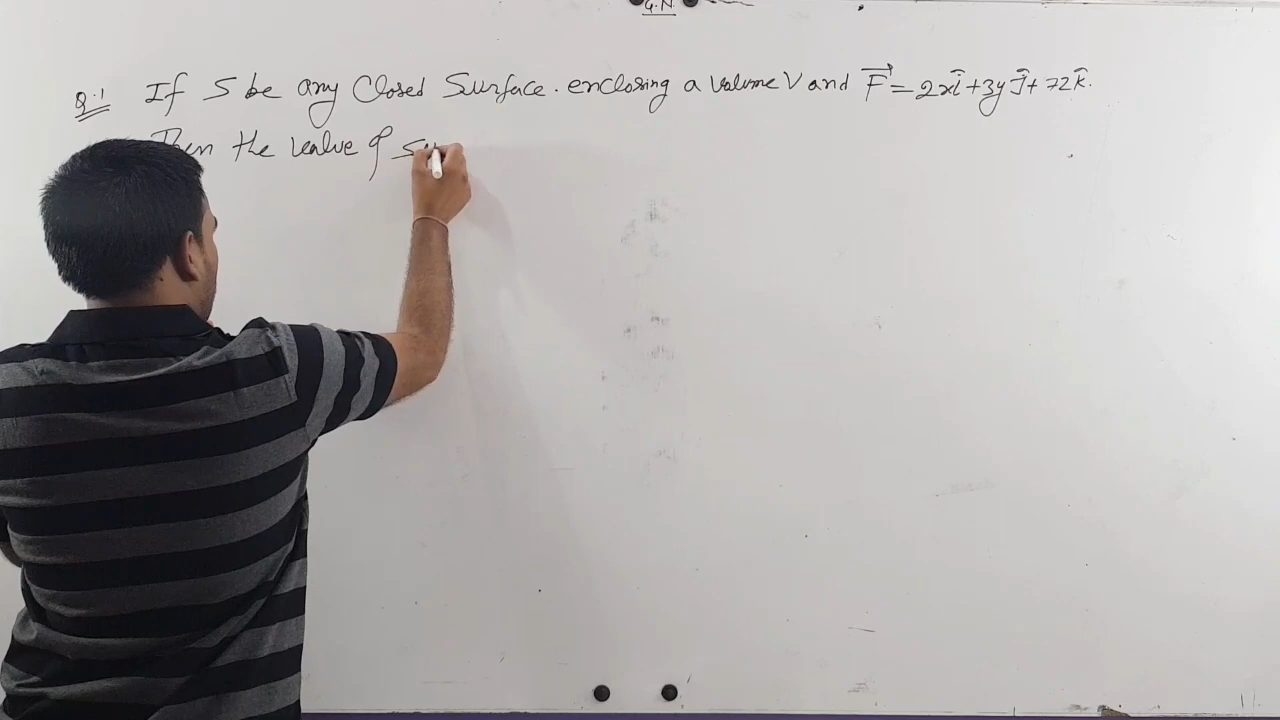 G.N
Q.1 If S be any Closed Surface. enclosing a volume V and F⃗ = 2xî + 3yĵ + 7zk̂.
Then the value of